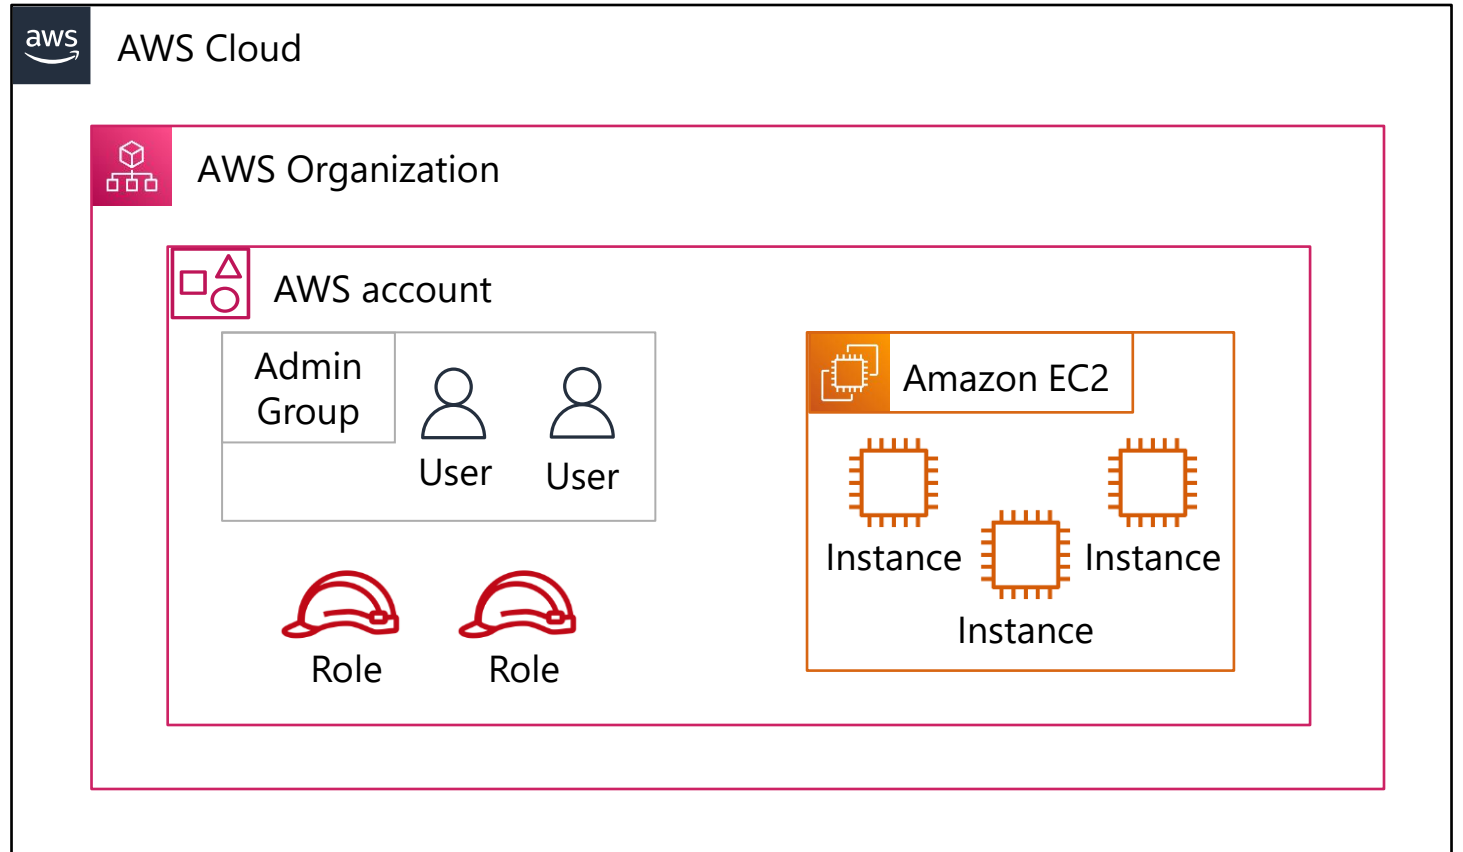 aws
AWS Cloud
AWS Organization
AWS account
Admin
Group
User
User
Role
Role
Amazon EC2
Instance
Instance
Instance